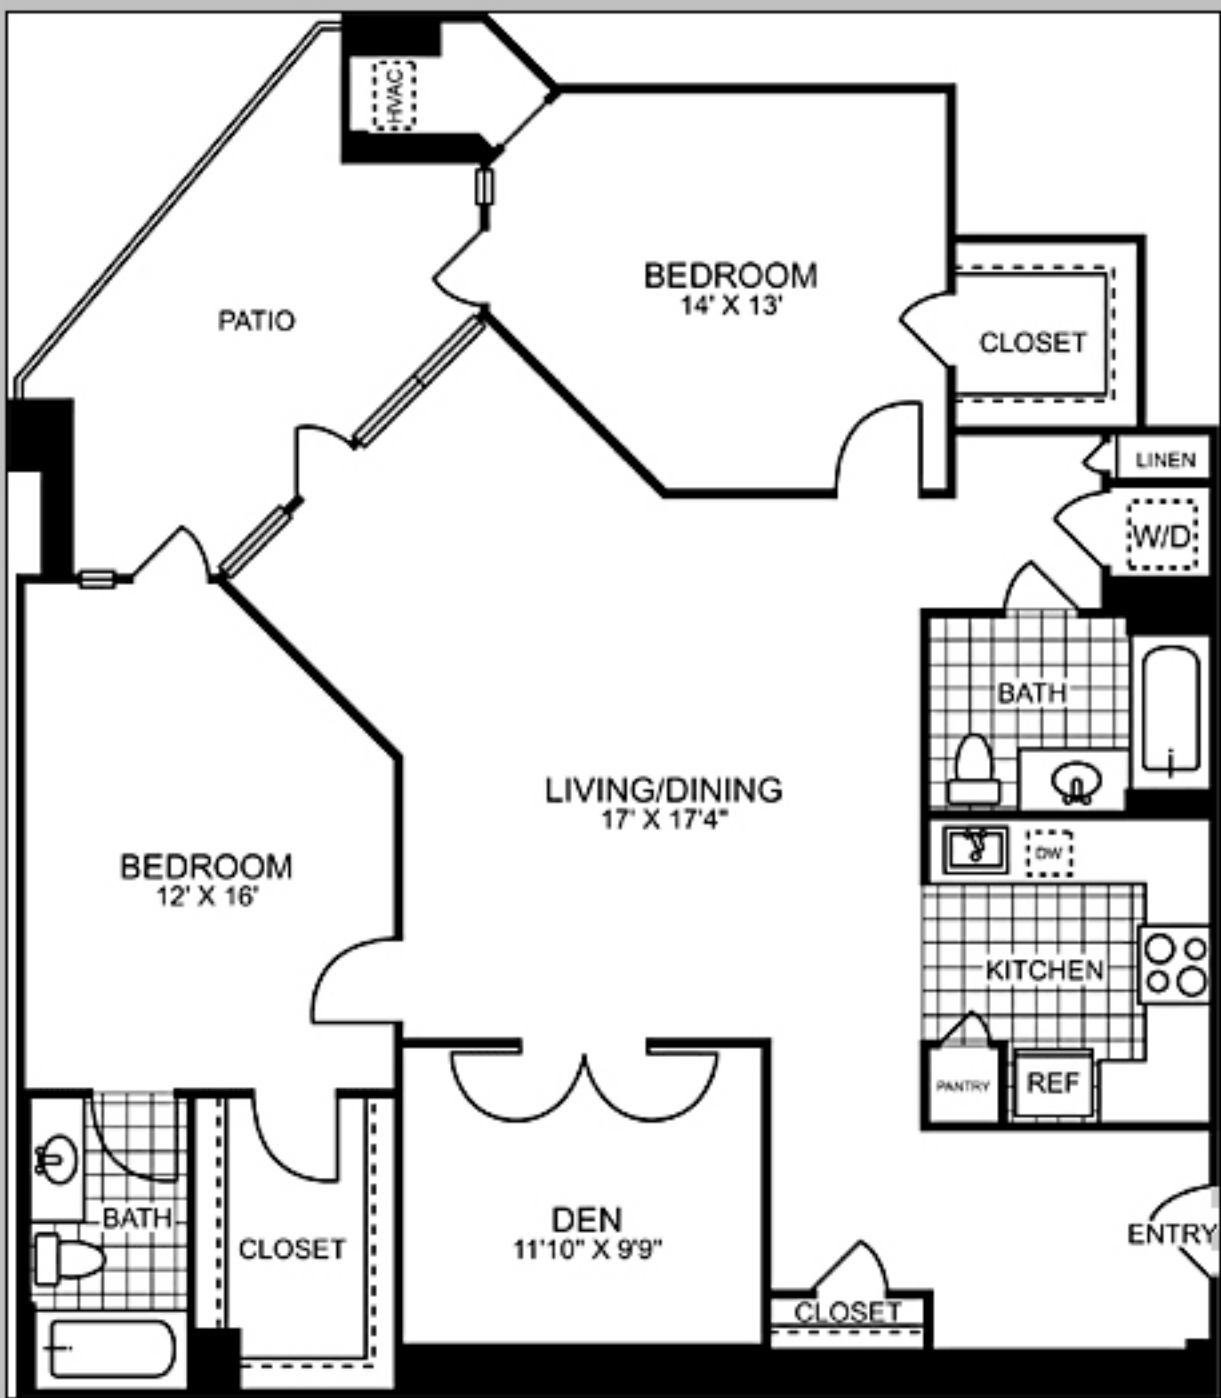 HVAC
BEDROOM
14' X 13'
PATIO
CLOSET
LINEN
W/D
BATH
LIVING/DINING
17' X 17'4"
DW
BEDROOM
12' X 16'
KITCHEN
PANTRY
REF
BATH
CLOSET
DEN
11'10" X 9'9"
ENTRY
CLOSET